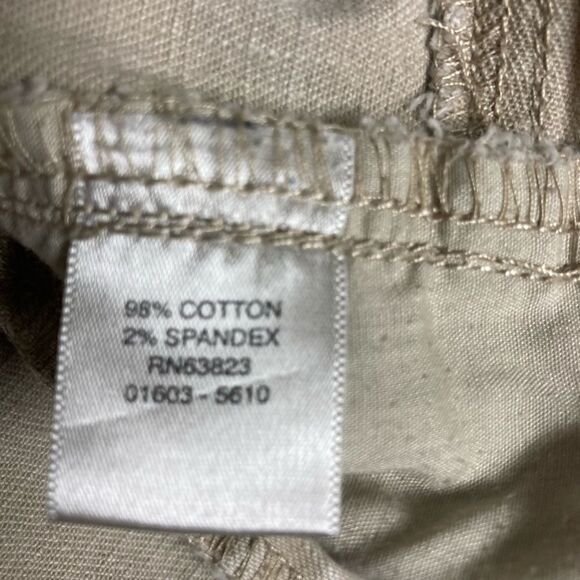 98% COTTON
2% SPANDEX
RN63823
01603 - 5610